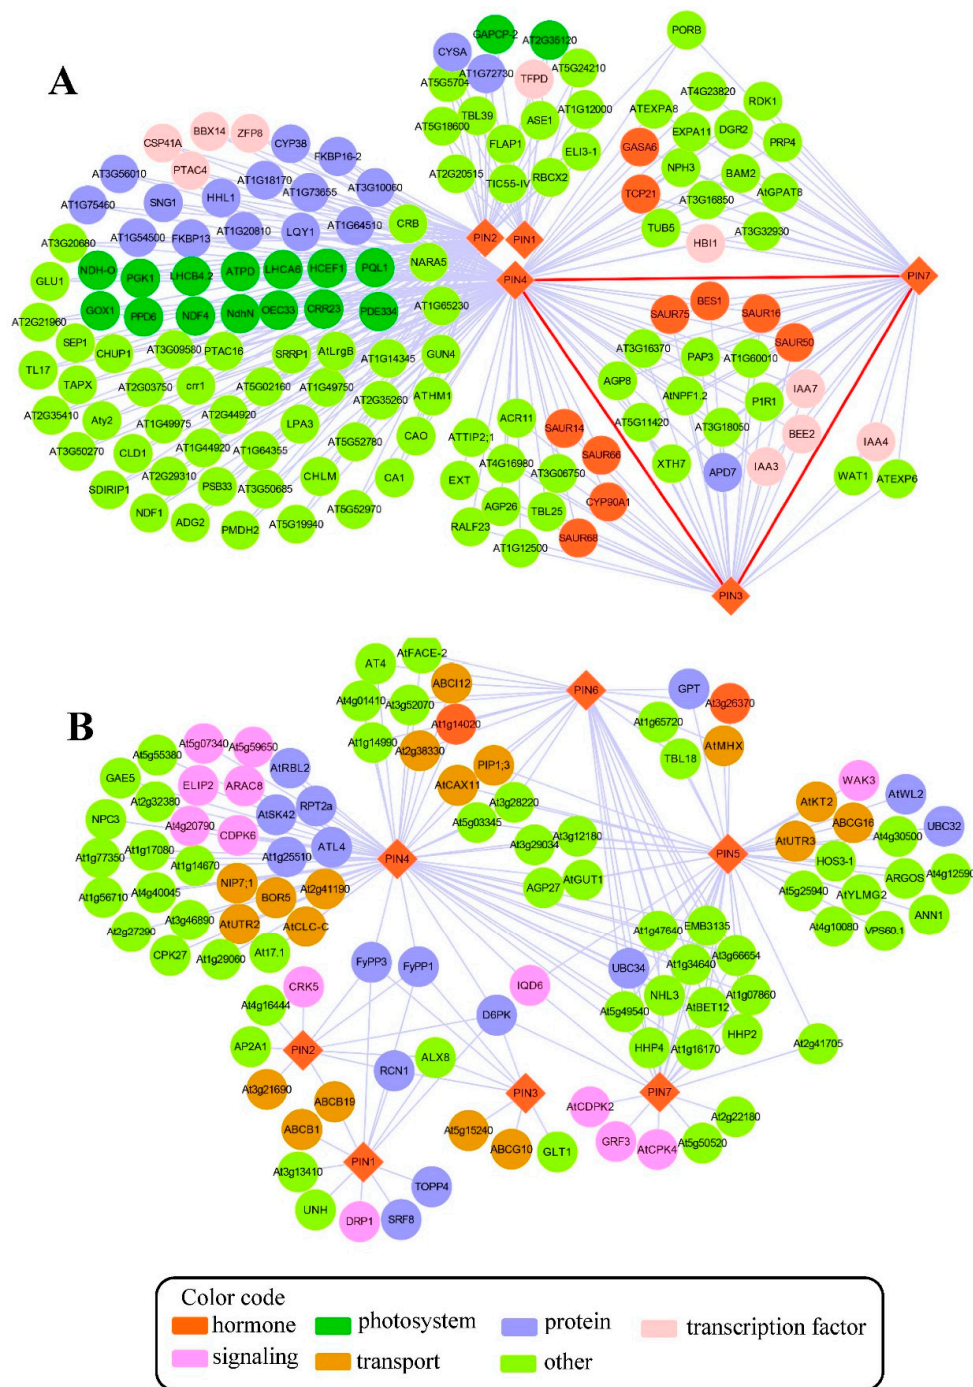 A
GAPCP-2
AT2G35120
CYSA
AT1G72730
TFPD
AT5G24210
PORB
AT5G5704
TBL39
ASE1
AT1G12000
AT5G18600
FLAP1
ELI3-1
AT2G20515
TIC55-IV
RBCX2
AT4G23820
RDK1
ATEXPA8
EXPA11
DGR2
PRP4
GASA6
NPH3
BAM2
TCP21
AT3G16850
AtGPAT8
TUB5
HBI1
AT3G32930
CSP41A
BBX14
ZFP8
CYP38
FKBP16-2
PTAC4
AT3G56010
AT1G18170
AT1G73655
AT3G10060
AT1G75460
SNG1
HHL1
AT1G54500
FKBP13
AT1G20810
LQY1
AT1G64510
CRB
PIN2
PIN1
AT3G20680
NARA5
GLU1
NDH-O
PGK1
LHCB4.2
ATPD
LHCA6
HCEF1
PQL1
PIN4
PIN7
GOX1
PPD6
NDF4
NdhN
OEC33
CRR23
PDE334
AT1G65230
AT2G21960
SEP1
CHUP1
AT3G09580
PTAC16
SRRP1
AtLrgB
AT1G14345
GUN4
TL17
TAPX
AT2G03750
crr1
AT5G02160
AT1G49750
AT2G35260
ATHM1
AT2G35410
Aty2
AT1G49975
AT2G44920
LPA3
CAO
AT3G50270
CLD1
AT1G44920
AT1G64355
AT5G52780
SDIRIP1
AT2G29310
PSB33
AT3G50685
CHLM
CA1
NDF1
ADG2
PMDH2
AT5G19940
AT5G52970
BES1
SAUR75
SAUR16
SAUR50
AT3G16370
PAP3
AT1G60010
AGP8
AtNPF1.2
P1R1
IAA7
AT5G11420
AT3G18050
BEE2
IAA4
XTH7
APD7
IAA3
WAT1
ATEXP6
ACR11
SAUR14
ATTIP2;1
SAUR66
AT4G16980
AT3G06750
EXT
CYP90A1
AGP26
TBL25
RALF23
SAUR68
AT1G12500
PIN3
B
AtFACE-2
AT4
ABCI12
At4g01410
At3g52070
At1g14020
At1g14990
At2g38330
PIN6
GPT
At3g26370
At1g65720
AtMHX
TBL18
PIP1;3
AtCAX11
At3g28220
At5g03345
At3g12180
At3g29034
AGP27
AtGUT1
At5g07340
At5g59650
At5g55380
AtRBL2
GAE5
ELIP2
ARAC8
At2g32380
AtSK42
RPT2a
NPC3
At4g20790
CDPK6
ATL4
At1g17080
At1g25510
At1g77350
At1g14670
NIP7;1
BOR5
At2g41190
At1g56710
At4g40045
At3g46890
AtUTR2
AtCLC-C
At2g27290
CPK27
At1g29060
At17.1
PIN4
PIN5
WAK3
AtKT2
AtWL2
ABCG16
UBC32
AtUTR3
At4g30500
HOS3-1
ARGOS
At4g12590
At5g25940
AtYLMG2
ANN1
At4g10080
VPS60.1
At1g47640
EMB3135
UBC34
At1g34640
At3g66654
NHL3
At1g07860
At5g49540
AtBET12
HHP4
At1g16170
HHP2
At2g41705
FyPP3
FyPP1
IQD6
CRK5
At4g16444
D6PK
AP2A1
PIN2
RCN1
ALX8
At3g21690
PIN3
PIN7
ABCB19
ABCB1
At5g15240
ABCG10
GLT1
AtCDPK2
GRF3
AtCPK4
At5g50520
At2g22180
PIN1
At3g13410
TOPP4
UNH
DRP1
SRF8
Color code
hormone
photosystem
protein
transcription factor
signaling
transport
other